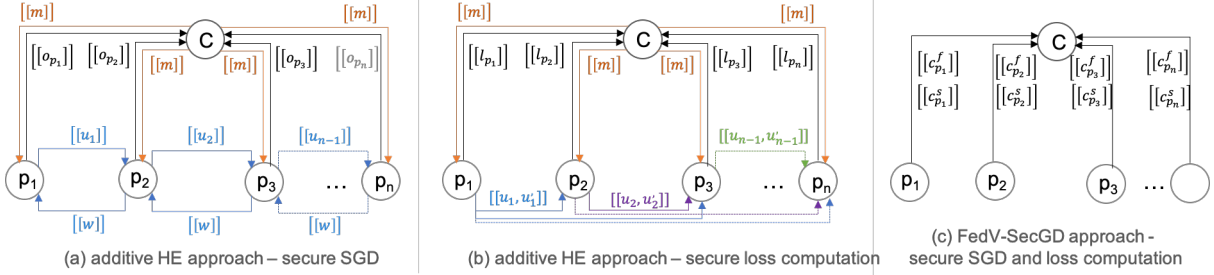 [[m]] [[m]]
C
[[o_{p_1}]] [[o_{p_2}]] [[m]] [[m]] [[o_{p_3}]] [[o_{p_n}]]
[[u_1]] [[u_2]] [[u_{n-1}]]
p_1 p_2 p_3 ... p_n
[[w]] [[w]] [[w]]
(a) additive HE approach – secure SGD
[[m]] [[m]]
C
[[l_{p_1}]] [[l_{p_2}]] [[m]] [[m]] [[l_{p_3}]] [[l_{p_n}]]
[[u_{n-1}, u'_{n-1}]]
p_1 p_2 p_3 ... p_n
[[u_1, u'_1]] [[u_2, u'_2]]
(b) additive HE approach – secure loss computation
C
[[c^f_{p_1}]] [[c^f_{p_2}]] [[c^f_{p_3}]] [[c^f_{p_n}]]
[[c^s_{p_1}]] [[c^s_{p_2}]] [[c^s_{p_3}]] [[c^s_{p_n}]]
p_1 p_2 p_3 ...
(c) FedV-SecGD approach -
secure SGD and loss computation